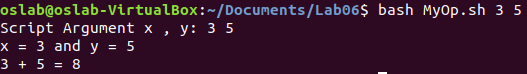 oslab@oslab-VirtualBox:~/Documents/Lab06$ bash MyOp.sh 3 5
Script Argument x , y: 3 5
x = 3 and y = 5
3 + 5 = 8